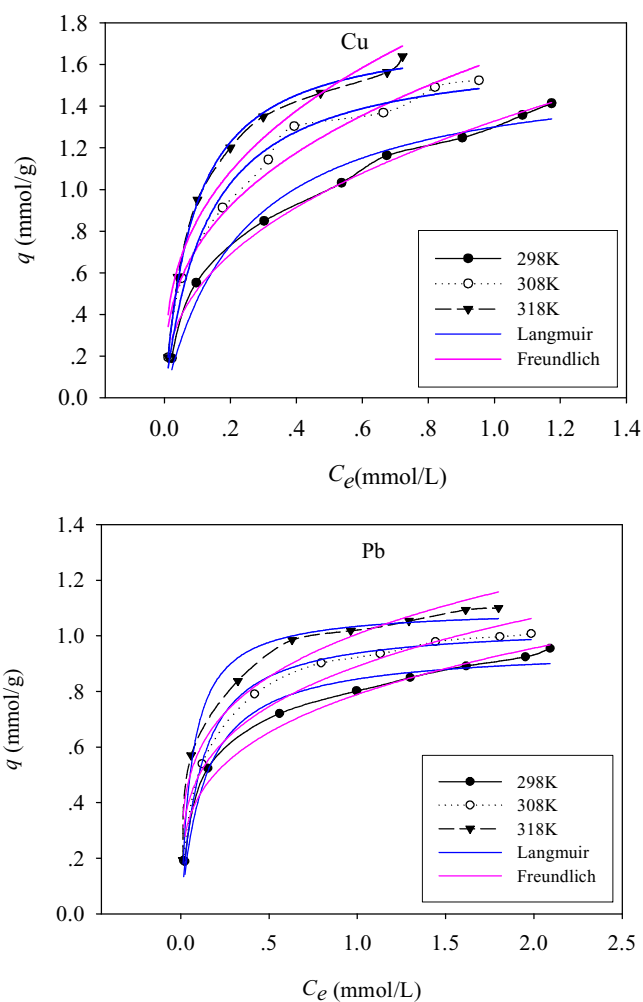 Cu
1.8
1.6
1.4
1.2
1.0
.8
.6
.4
.2
0.0
q (mmol/g)
298K
308K
318K
Langmuir
Freundlich
0.0 .2 .4 .6 .8 1.0 1.2 1.4
Ce(mmol/L)
Pb
1.4
1.2
1.0
.8
.6
.4
.2
0.0
q (mmol/g)
298K
308K
318K
Langmuir
Freundlich
0.0 .5 1.0 1.5 2.0 2.5
Ce (mmol/L)